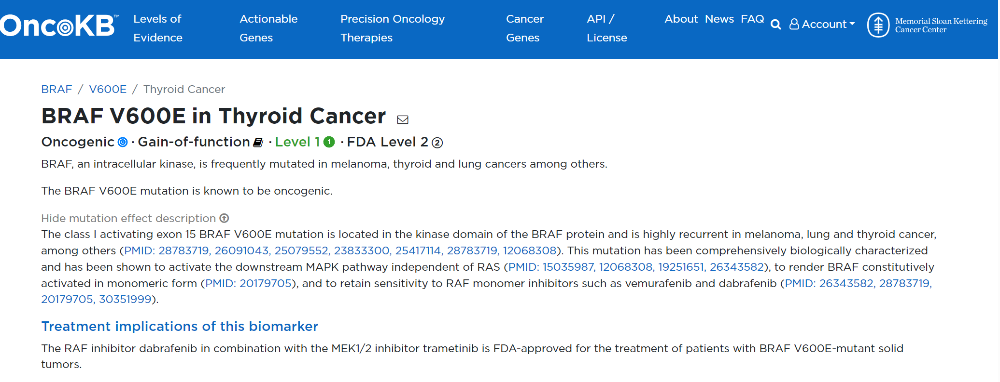 OncoKB™
Levels of Evidence
Actionable Genes
Precision Oncology Therapies
Cancer Genes
API / License
About
News
FAQ
Account
Memorial Sloan Kettering
Cancer Center
BRAF / V600E / Thyroid Cancer
BRAF V600E in Thyroid Cancer
Oncogenic · Gain-of-function · Level 1 1 · FDA Level 2 2
BRAF, an intracellular kinase, is frequently mutated in melanoma, thyroid and lung cancers among others.
The BRAF V600E mutation is known to be oncogenic.
Hide mutation effect description
The class I activating exon 15 BRAF V600E mutation is located in the kinase domain of the BRAF protein and is highly recurrent in melanoma, lung and thyroid cancer,
among others (PMID: 28783719, 26091043, 25079552, 23833300, 25417114, 28783719, 12068308). This mutation has been comprehensively biologically characterized
and has been shown to activate the downstream MAPK pathway independent of RAS (PMID: 15035987, 12068308, 19251651, 26343582), to render BRAF constitutively
activated in monomeric form (PMID: 20179705), and to retain sensitivity to RAF monomer inhibitors such as vemurafenib and dabrafenib (PMID: 26343582, 28783719,
20179705, 30351999).
Treatment implications of this biomarker
The RAF inhibitor dabrafenib in combination with the MEK1/2 inhibitor trametinib is FDA-approved for the treatment of patients with BRAF V600E-mutant solid
tumors.